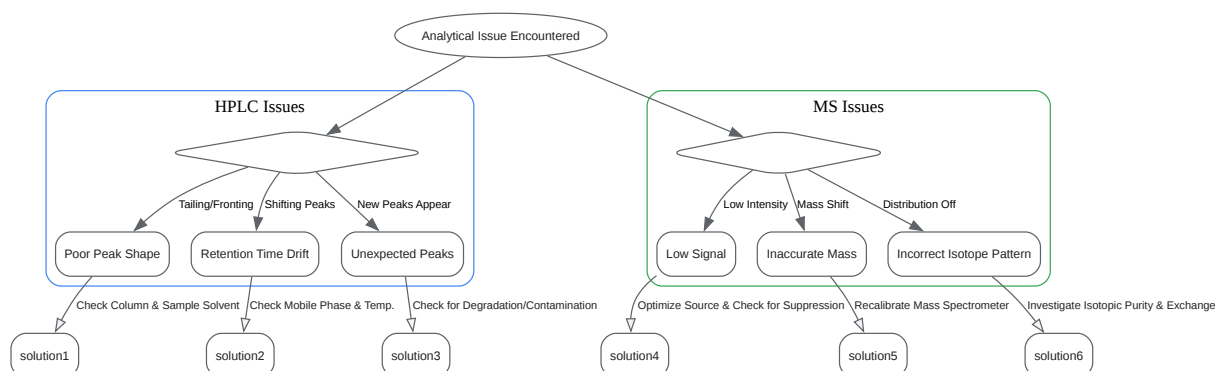 Analytical Issue Encountered
HPLC Issues
MS Issues
Tailing/Fronting
Shifting Peaks
New Peaks Appear
Low Intensity
Mass Shift
Distribution Off
Poor Peak Shape
Retention Time Drift
Unexpected Peaks
Low Signal
Inaccurate Mass
Incorrect Isotope Pattern
Check Column & Sample Solvent
Check Mobile Phase & Temp.
Check for Degradation/Contamination
Optimize Source & Check for Suppression
Recalibrate Mass Spectrometer
Investigate Isotopic Purity & Exchange
solution1
solution2
solution3
solution4
solution5
solution6